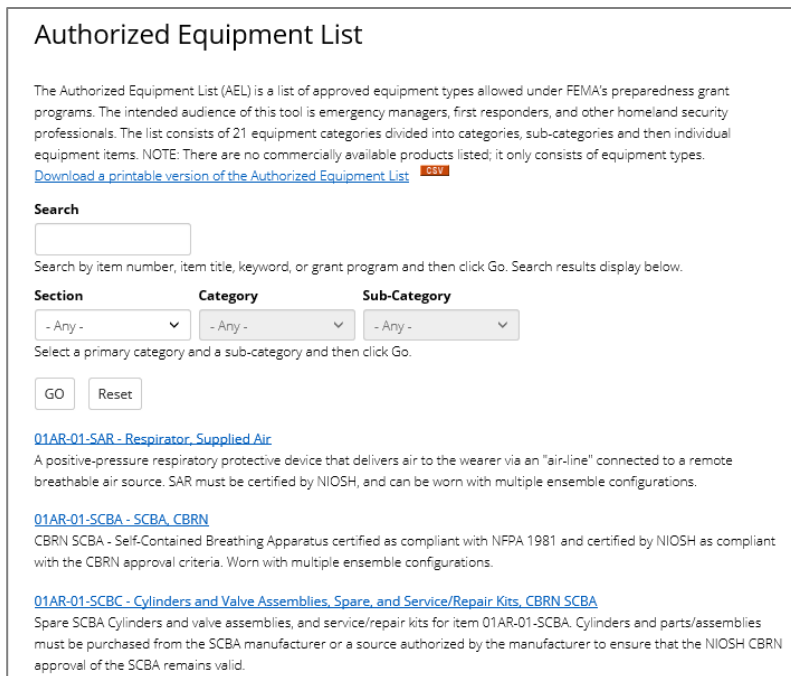 Authorized Equipment List
The Authorized Equipment List (AEL) is a list of approved equipment types allowed under FEMA's preparedness grant
programs. The intended audience of this tool is emergency managers, first responders, and other homeland security
professionals. The list consists of 21 equipment categories divided into categories, sub-categories and then individual
equipment items. NOTE: There are no commercially available products listed; it only consists of equipment types.
Download a printable version of the Authorized Equipment List CSV
Search
Search by item number, item title, keyword, or grant program and then click Go. Search results display below.
Section Category Sub-Category
- Any - - Any - - Any -
Select a primary category and a sub-category and then click Go.
GO Reset
01AR-01-SAR - Respirator, Supplied Air
A positive-pressure respiratory protective device that delivers air to the wearer via an "air-line" connected to a remote
breathable air source. SAR must be certified by NIOSH, and can be worn with multiple ensemble configurations.
01AR-01-SCBA - SCBA, CBRN
CBRN SCBA - Self-Contained Breathing Apparatus certified as compliant with NFPA 1981 and certified by NIOSH as compliant
with the CBRN approval criteria. Worn with multiple ensemble configurations.
01AR-01-SCBC - Cylinders and Valve Assemblies, Spare, and Service/Repair Kits, CBRN SCBA
Spare SCBA Cylinders and valve assemblies, and service/repair kits for item 01AR-01-SCBA. Cylinders and parts/assemblies
must be purchased from the SCBA manufacturer or a source authorized by the manufacturer to ensure that the NIOSH CBRN
approval of the SCBA remains valid.